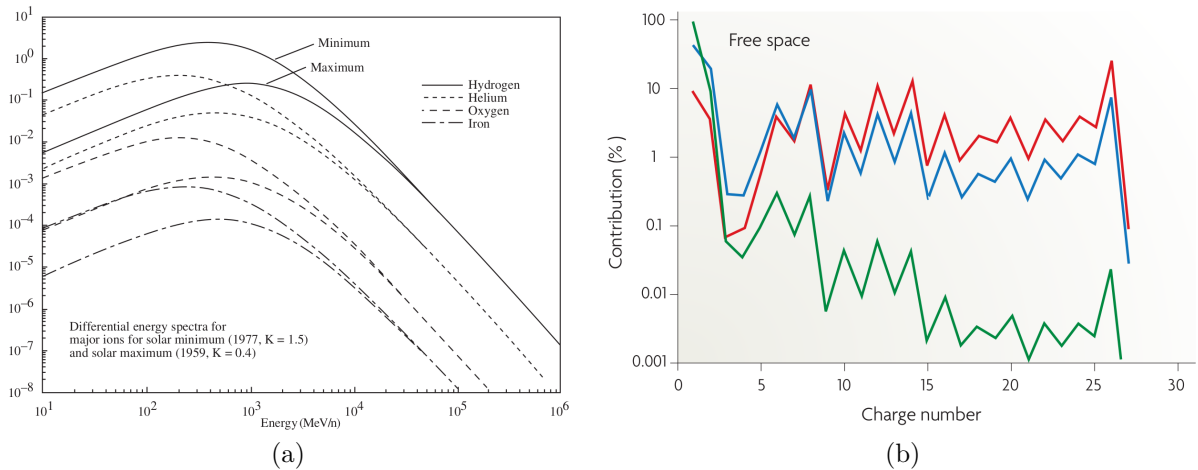 10^1
10^0
10^-1
10^-2
10^-3
10^-4
10^-5
10^-6
10^-7
10^-8
Minimum
Maximum
Hydrogen
Helium
Oxygen
Iron
Differential energy spectra for
major ions for solar minimum (1977, K = 1.5)
and solar maximum (1959, K = 0.4)
10^1 10^2 10^3 10^4 10^5 10^6
Energy (MeV/n)
(a)
Contribution (%)
100
10
1
0.1
0.01
0.001
Free space
0 5 10 15 20 25 30
Charge number
(b)